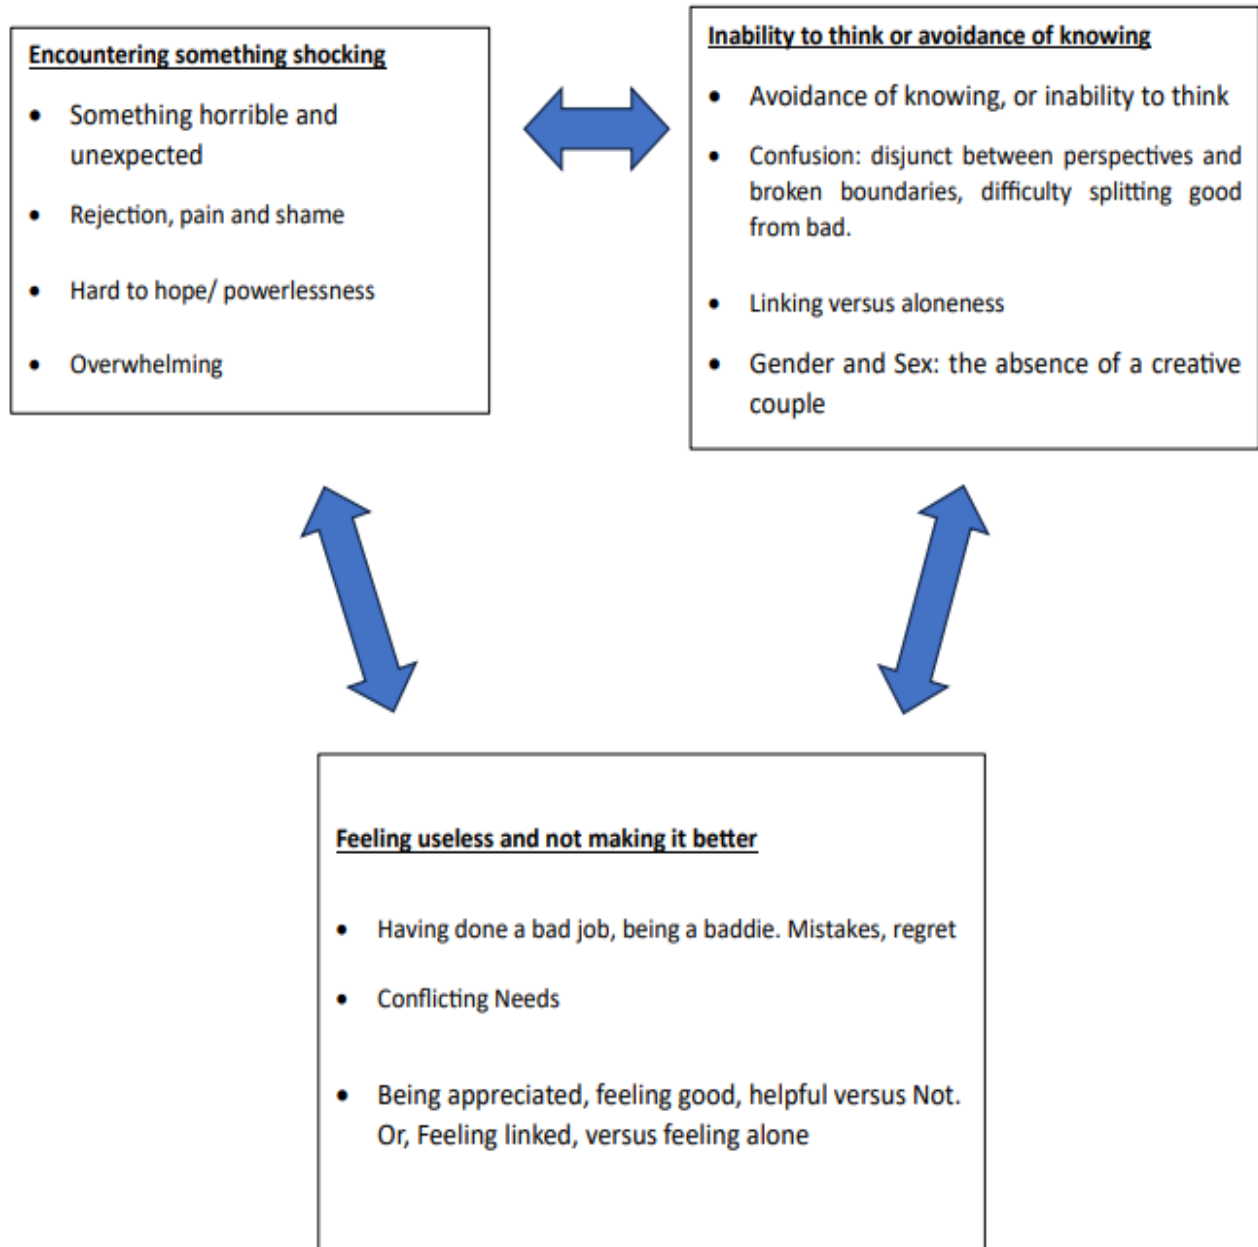 Encountering something shocking
• Something horrible and
unexpected
• Rejection, pain and shame
• Hard to hope/ powerlessness
• Overwhelming
Inability to think or avoidance of knowing
• Avoidance of knowing, or inability to think
• Confusion: disjunct between perspectives and
broken boundaries, difficulty splitting good
from bad.
• Linking versus aloneness
• Gender and Sex: the absence of a creative
couple
Feeling useless and not making it better
• Having done a bad job, being a baddie. Mistakes, regret
• Conflicting Needs
• Being appreciated, feeling good, helpful versus Not.
Or, Feeling linked, versus feeling alone